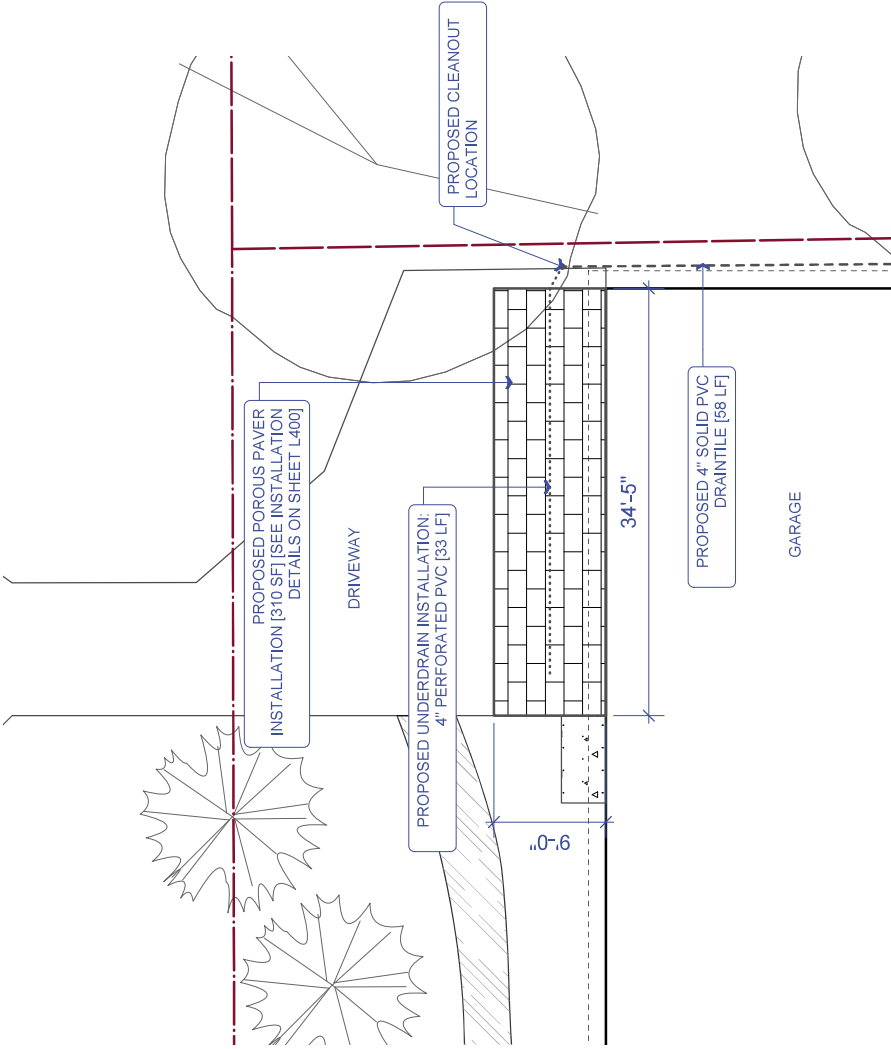 PROPOSED CLEANOUT
LOCATION
PROPOSED POROUS PAVER
INSTALLATION [310 SF] [SEE INSTALLATION
DETAILS ON SHEET L400]
DRIVEWAY
PROPOSED UNDERDRAIN INSTALLATION:
4" PERFORATED PVC [33 LF]
34'-5"
PROPOSED 4" SOLID PVC
DRAINTILE [58 LF]
GARAGE
9'-0"